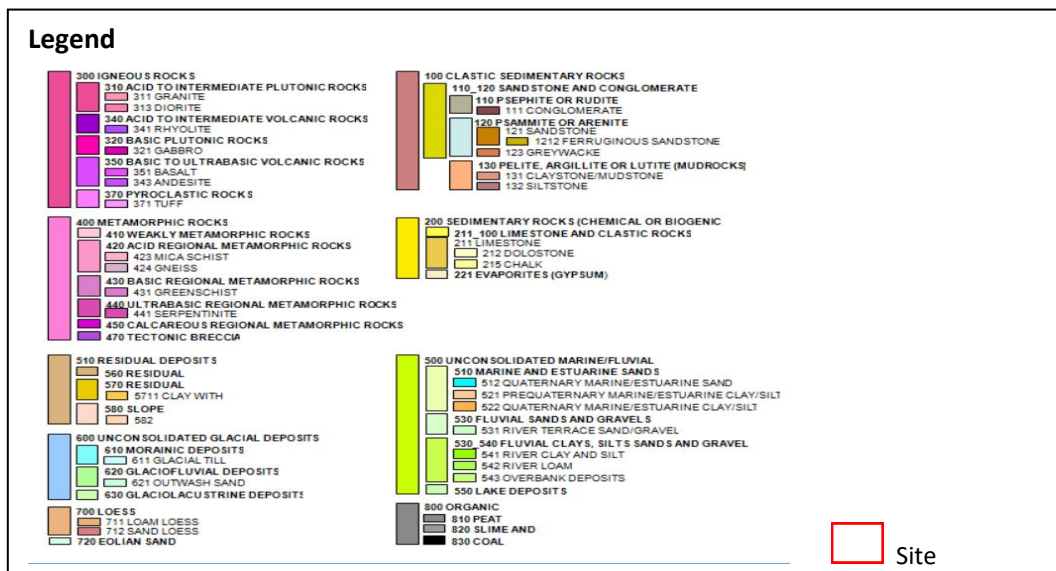 Legend
300 IGNEOUS ROCKS
310 ACID TO INTERMEDIATE PLUTONIC ROCKS
311 GRANITE
313 DIORITE
340 ACID TO INTERMEDIATE VOLCANIC ROCKS
341 RHYOLITE
320 BASIC PLUTONIC ROCKS
321 GABBRO
350 BASIC TO ULTRABASIC VOLCANIC ROCKS
351 BASALT
343 ANDESITE
370 PYROCLASTIC ROCKS
371 TUFF
400 METAMORPHIC ROCKS
410 WEAKLY METAMORPHIC ROCKS
420 ACID REGIONAL METAMORPHIC ROCKS
423 MICA SCHIST
424 GNEISS
430 BASIC REGIONAL METAMORPHIC ROCKS
431 GREENSCHIST
440 ULTRABASIC REGIONAL METAMORPHIC ROCKS
441 SERPENTINITE
450 CALCAREOUS REGIONAL METAMORPHIC ROCKS
470 TECTONIC BRECCIA
510 RESIDUAL DEPOSITS
560 RESIDUAL
570 RESIDUAL
5711 CLAY WITH
580 SLOPE
582
600 UNCONSOLIDATED GLACIAL DEPOSITS
610 MORAINIC DEPOSITS
611 GLACIAL TILL
620 GLACIOFLUVIAL DEPOSITS
621 OUTWASH SAND
630 GLACIOLACUSTRINE DEPOSITS
700 LOESS
711 LOAM LOESS
712 SAND LOESS
720 EOLIAN SAND
100 CLASTIC SEDIMENTARY ROCKS
110_120 SANDSTONE AND CONGLOMERATE
110 PSEPHITE OR RUDITE
111 CONGLOMERATE
120 PSAMMITE OR ARENITE
121 SANDSTONE
1212 FERRUGINOUS SANDSTONE
123 GREYWACKE
130 PELITE, ARGILLITE OR LUTITE (MUDROCKS)
131 CLAYSTONE/MUDSTONE
132 SILTSTONE
200 SEDIMENTARY ROCKS (CHEMICAL OR BIOGENIC
211_100 LIMESTONE AND CLASTIC ROCKS
211 LIMESTONE
212 DOLOSTONE
215 CHALK
221 EVAPORITES (GYPSUM)
500 UNCONSOLIDATED MARINE/FLUVIAL
510 MARINE AND ESTUARINE SANDS
512 QUATERNARY MARINE/ESTUARINE SAND
521 PREQUATERNARY MARINE/ESTUARINE CLAY/SILT
522 QUATERNARY MARINE/ESTUARINE CLAY/SILT
530 FLUVIAL SANDS AND GRAVELS
531 RIVER TERRACE SAND/GRAVEL
530_540 FLUVIAL CLAYS, SILTS SANDS AND GRAVEL
541 RIVER CLAY AND SILT
542 RIVER LOAM
543 OVERBANK DEPOSITS
550 LAKE DEPOSITS
800 ORGANIC
810 PEAT
820 SLIME AND
830 COAL
Site